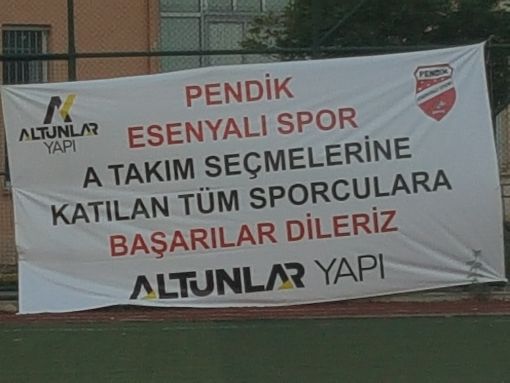 ALTUNLAR
YAPI
PENDİK
PENDİK
ESENYALI SPOR
A TAKIM SEÇMELERİNE
KATILAN TÜM SPORCULARA
BAŞARILAR DİLERİZ
ALTUNLAR YAPI